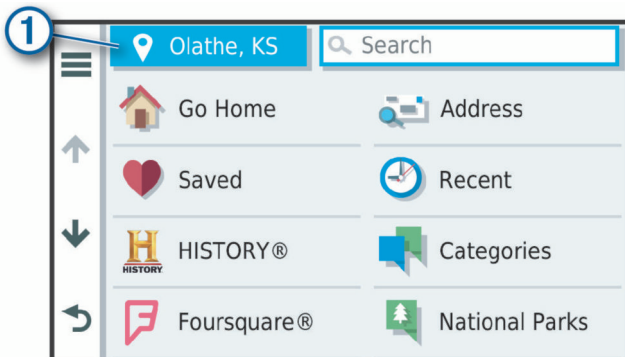 1
Olathe, KS
Search
Go Home
Address
Saved
Recent
H
HISTORY
HISTORY®
Categories
Foursquare®
National Parks